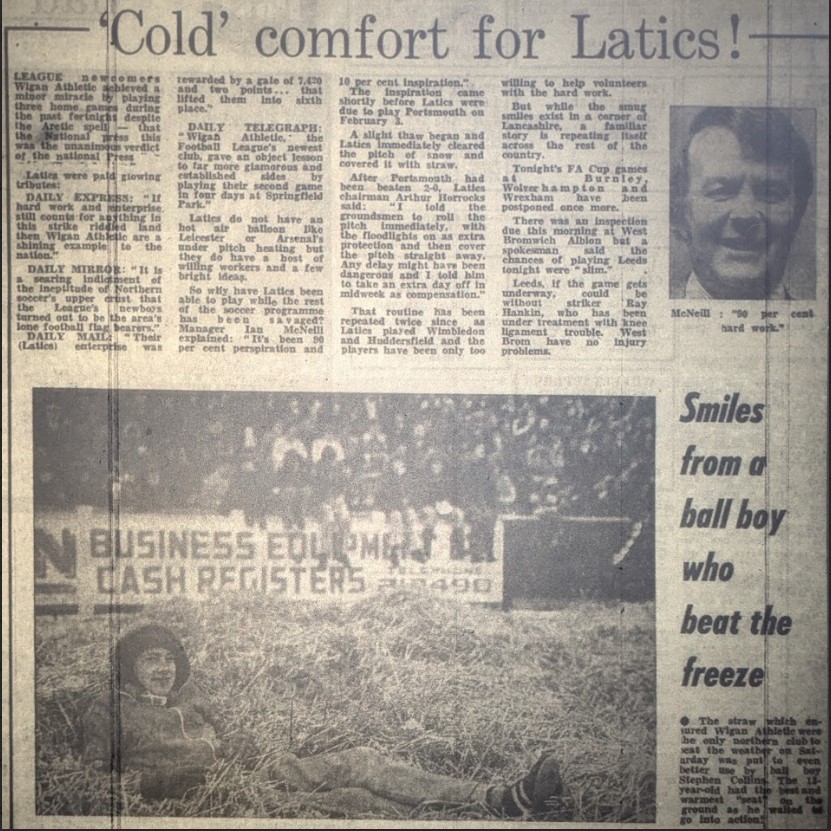 'Cold' comfort for Latics!
LEAGUE newcomers
Wigan Athletic achieved a
minor miracle by playing
three home games during
the past fortnight despite
the Arctic spell — that
the National press this
was the unanimous verdict
of the national Press
Latics were paid glowing
tributes:
DAILY EXPRESS: "If
hard work and enterprise
still counts for anything in
this strike riddled land
then Wigan Athletic are a
shining example to the
nation."
DAILY MIRROR: "It is
a searing indictment of
the ineptitude of Northern
soccer's upper crust that
the League's newboys
turned out to be the area's
lone football flag bearers."
DAILY MAIL: "Their
(Latics) enterprise was
rewarded by a gate of 7,420
and two points... that
lifted them into sixth
place."
DAILY TELEGRAPH:
"Wigan Athletic, the
Football League's newest
club, gave an object lesson
to far more glamorous and
established sides by
playing their second game
in four days at Springfield
Park."
Latics do not have an
hot air balloon like
Leicester or Arsenal's
under pitch heating but
they do have a host of
willing workers and a few
bright ideas.
So why have Latics been
able to play while the rest
of the soccer programme
has been savaged?
Manager Ian McNeill
explained: "It's been 90
per cent perspiration and
10 per cent inspiration."
The inspiration came
shortly before Latics were
due to play Portsmouth on
February 3.
A slight thaw began and
Latics immediately cleared
the pitch of snow and
covered it with straw.
After Portsmouth had
been beaten 2-0, Latics
chairman Arthur Horrocks
said: "I told the
groundsmen to roll the
pitch immediately, with
the floodlights on as extra
protection and then cover
the pitch straight away.
Any delay might have been
dangerous and I told him
to take an extra day off in
midweek as compensation."
That routine has been
repeated twice since as
Latics played Wimbledon
and Huddersfield and the
players have been only too
willing to help volunteers
with the hard work.
But while the smug
smiles exist in a corner of
Lancashire, a familiar
story is repeating itself
across the rest of the
country.
Tonight's FA Cup games
at Burnley,
Wolverhampton and
Wrexham have been
postponed once more.
There was an inspection
due this morning at West
Bromwich Albion but a
spokesman said the
chances of playing Leeds
tonight were "slim."
Leeds, if the game gets
underway, could be
without striker Ray
Hankin, who has been
under treatment with knee
ligament trouble. West
Brom have no injury
problems.
McNeill : "90 per cent
hard work."
N BUSINESS EQUIPMENT
CASH REGISTERS TELEPHONE
Smiles
from a
ball boy
who
beat the
freeze
● The straw which en-
sured Wigan Athletic were
the only northern club to
beat the weather on Sat-
urday was put to even
better use by ball boy
Stephen Collins. The 13-
year-old had the best and
warmest "seat" on the
ground as he waited to
go into action.